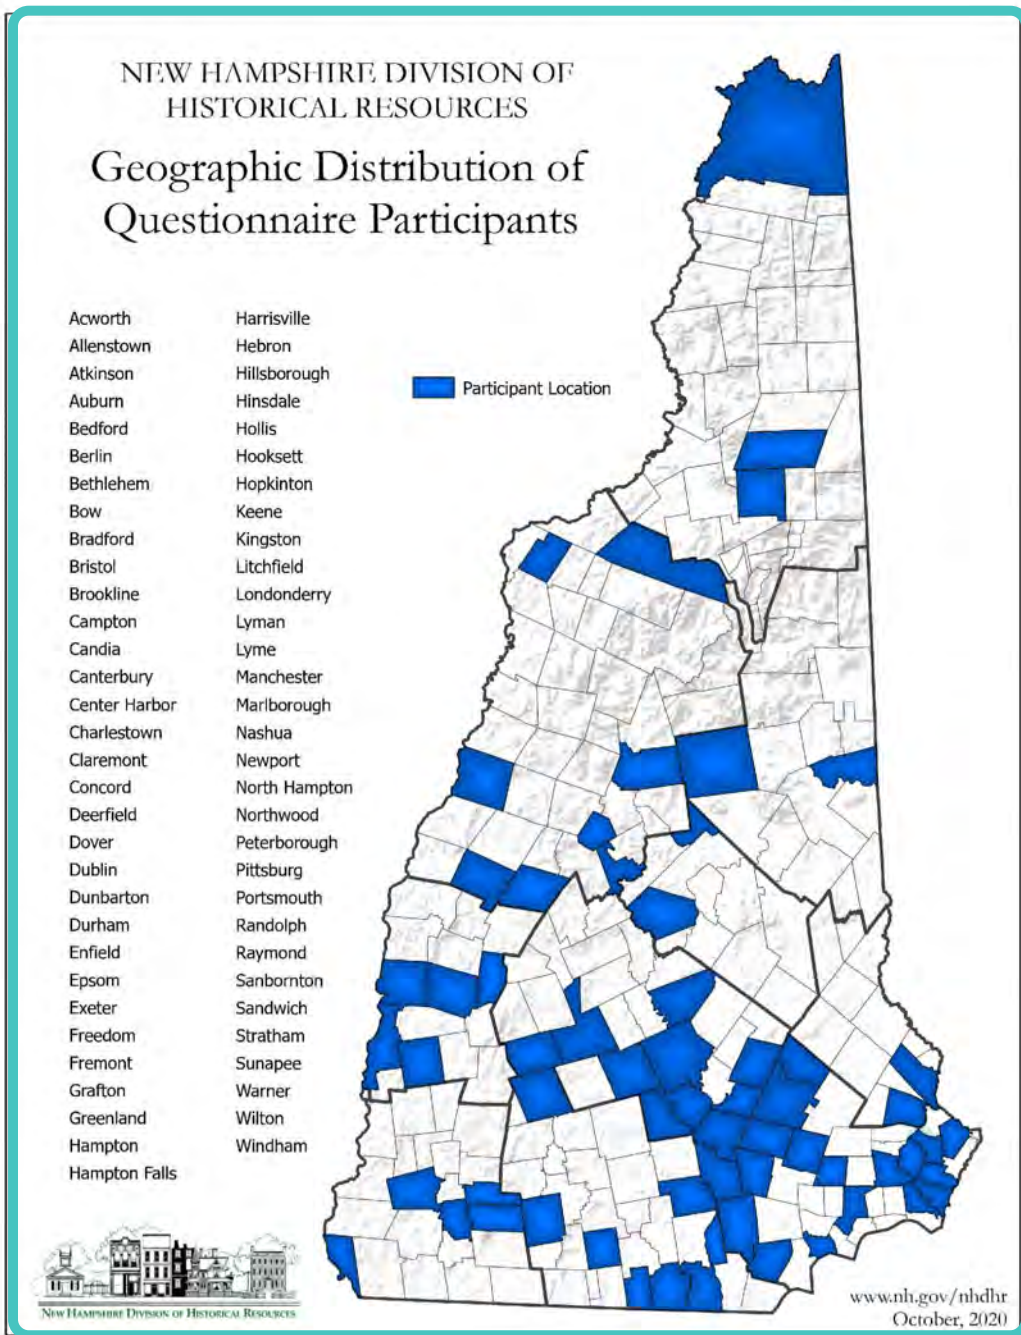 NEW HAMPSHIRE DIVISION OF
HISTORICAL RESOURCES
Geographic Distribution of
Questionnaire Participants
Acworth
Allenstown
Atkinson
Auburn
Bedford
Berlin
Bethlehem
Bow
Bradford
Bristol
Brookline
Campton
Candia
Canterbury
Center Harbor
Charlestown
Claremont
Concord
Deerfield
Dover
Dublin
Dunbarton
Durham
Enfield
Epsom
Exeter
Freedom
Fremont
Grafton
Greenland
Hampton
Hampton Falls
Harrisville
Hebron
Hillsborough
Hinsdale
Hollis
Hooksett
Hopkinton
Keene
Kingston
Litchfield
Londonderry
Lyman
Lyme
Manchester
Marlborough
Nashua
Newport
North Hampton
Northwood
Peterborough
Pittsburg
Portsmouth
Randolph
Raymond
Sanbornton
Sandwich
Stratham
Sunapee
Warner
Wilton
Windham
Participant Location
NEW HAMPSHIRE DIVISION OF HISTORICAL RESOURCES
www.nh.gov/nhdhr
October, 2020